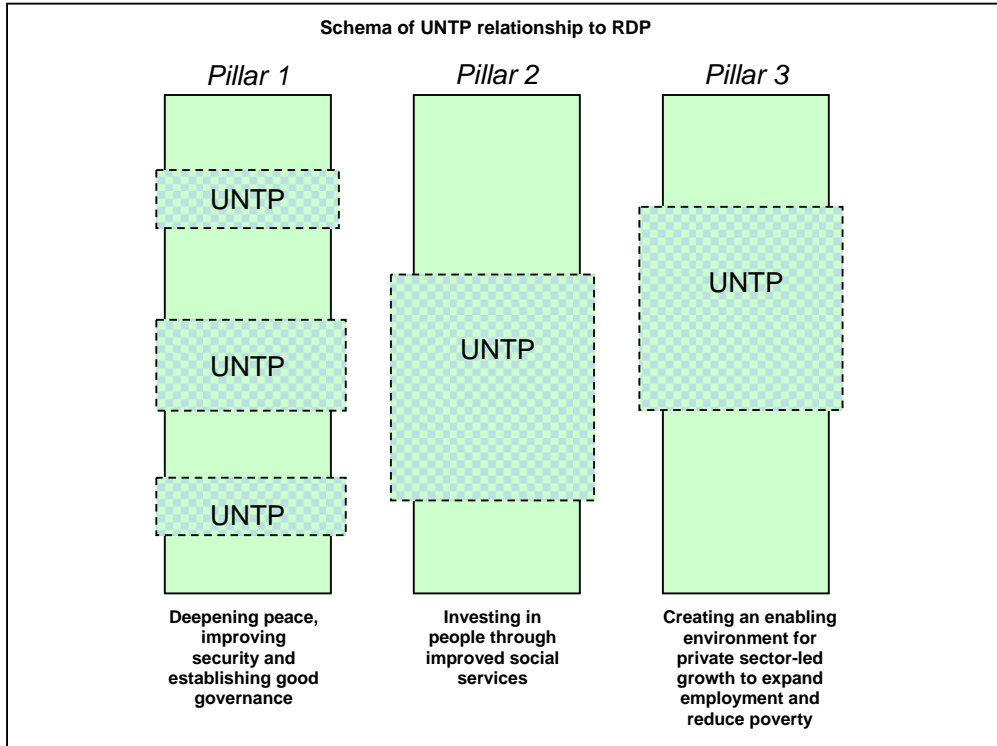 Schema of UNTP relationship to RDP
Pillar 1
Pillar 2
Pillar 3
UNTP
UNTP
UNTP
UNTP
UNTP
Deepening peace,
improving
security and
establishing good
governance
Investing in
people through
improved social
services
Creating an enabling
environment for
private sector-led
growth to expand
employment and
reduce poverty